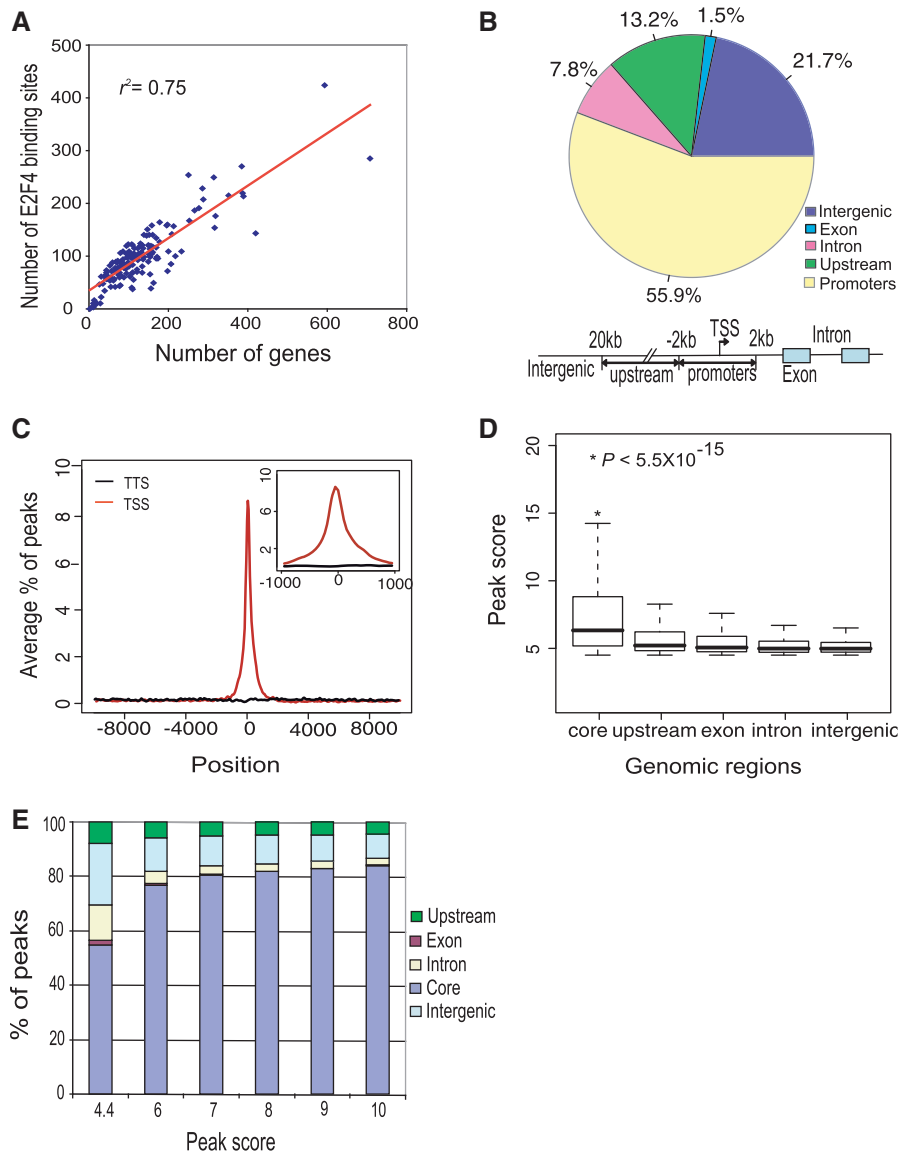 A
500
400
300
200
100
0
0
200
400
600
800
r²= 0.75
Number of E2F4 binding sites
Number of genes
B
1.5%
13.2%
7.8%
21.7%
55.9%
Intergenic
Exon
Intron
Upstream
Promoters
TSS
20kb
-2kb
2kb
Intron
Intergenic
upstream
promoters
Exon
C
10
8
6
4
2
0
-8000
-4000
0
4000
8000
TTS
TSS
10
6
2
-1000
0
1000
Average % of peaks
Position
D
20
15
10
5
* P < 5.5X10-15
*
Peak score
core upstream exon intron intergenic
Genomic regions
E
100
80
60
40
20
0
4.4
6
7
8
9
10
% of peaks
Peak score
Upstream
Exon
Intron
Core
Intergenic